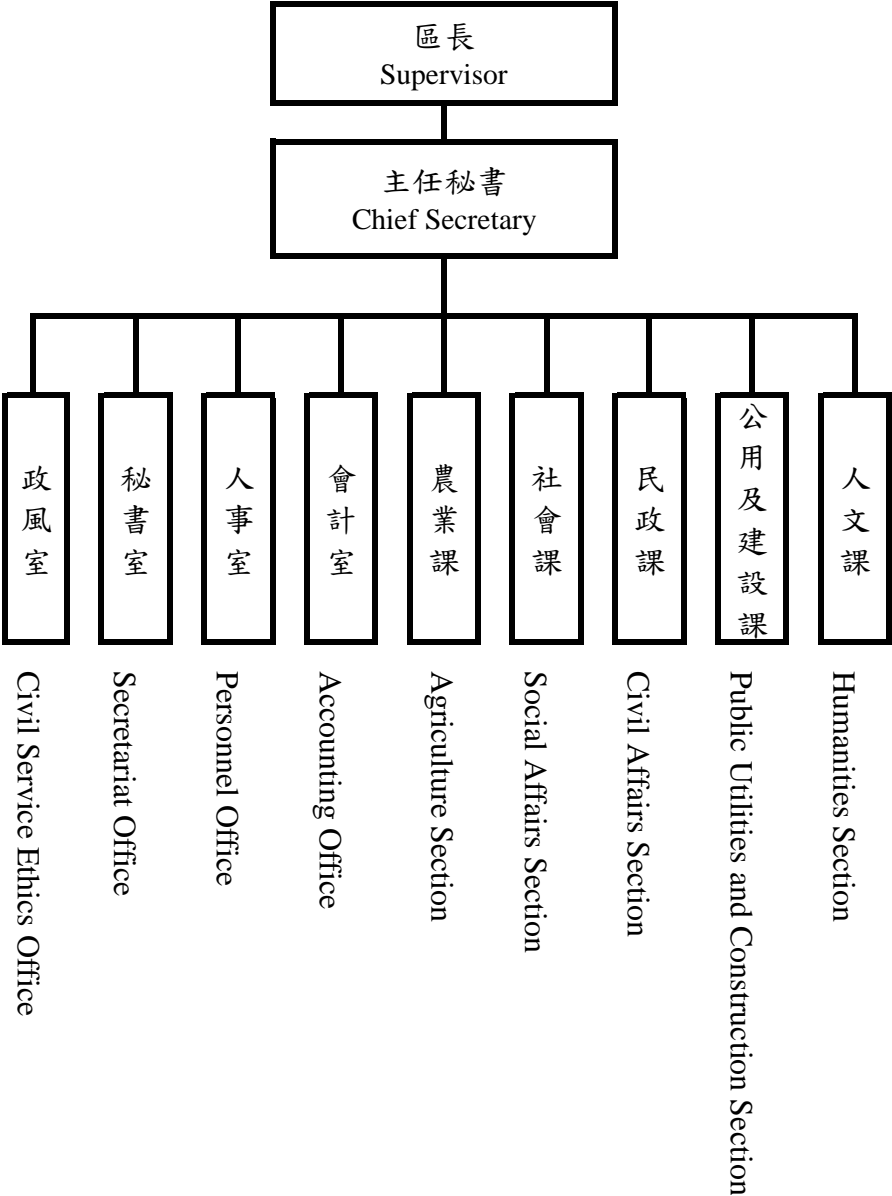 區長
Supervisor
主任秘書
Chief Secretary
政風室
秘書室
人事室
會計室
農業課
社會課
民政課
公用及建設課
人文課
Civil Service Ethics Office
Secretariat Office
Personnel Office
Accounting Office
Agriculture Section
Social Affairs Section
Civil Affairs Section
Public Utilities and Construction Section
Humanities Section